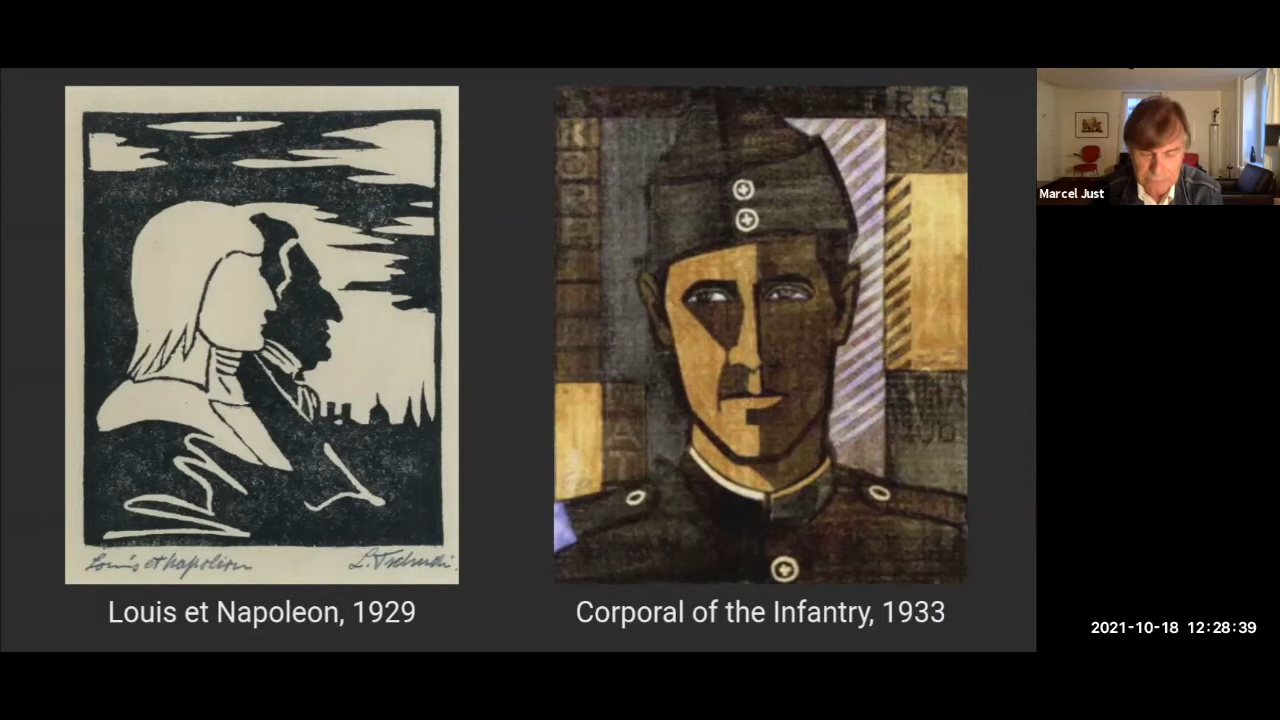 Marcel Just
Louis et Napoleon
L. Tschudi.
Louis et Napoleon, 1929
Corporal of the Infantry, 1933
2021-10-18 12:28:39